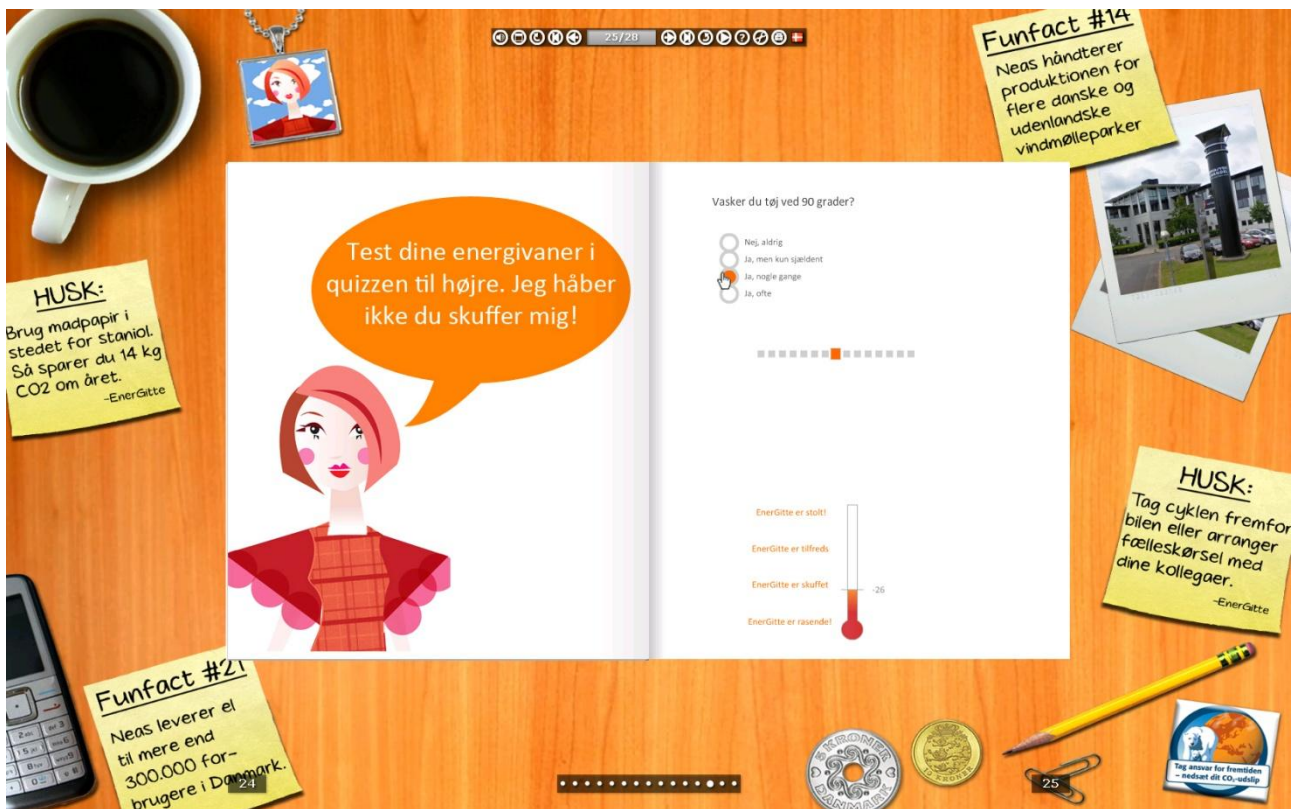 25/28
Funfact #14
Neas håndterer
produktionen for
flere danske og
udenlandske
vindmølleparker
HUSK:
Brug madpapir i
stedet for staniol.
Så sparer du 14 kg
CO2 om året.
-EnerGitte
Test dine energivaner i
quizzen til højre. Jeg håber
ikke du skuffer mig!
Vasker du tøj ved 90 grader?
Nej, aldrig
Ja, men kun sjældent
Ja, nogle gange
Ja, ofte
EnerGitte er stolt!
EnerGitte er tilfreds
EnerGitte er skuffet
-26
EnerGitte er rasende!
HUSK:
Tag cyklen fremfor
bilen eller arranger
fælleskørsel med
dine kollegaer.
-EnerGitte
Funfact #21
Neas leverer el
til mere end
300.000 for-
brugere i Danmark.
24
5 KRONER
DANMARK
10 KRONER
25
Tag ansvar for fremtiden
– nedsæt dit CO₂-udslip